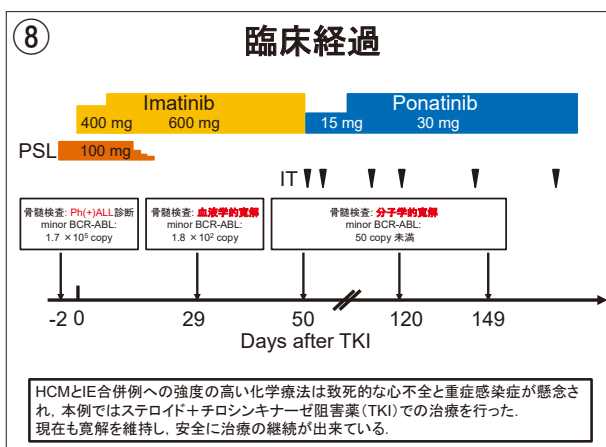 ⑧
臨床経過
Imatinib
Ponatinib
400 mg
600 mg
15 mg
30 mg
PSL
100 mg
IT
骨髄検査: Ph(+)ALL診断
minor BCR-ABL:
1.7 ×10⁵ copy
骨髄検査: 血液学的寛解
minor BCR-ABL:
1.8 ×10² copy
骨髄検査: 分子学的寛解
minor BCR-ABL:
50 copy 未満
-2 0 29 50 120 149
Days after TKI
HCMとIE合併例への強度の高い化学療法は致死的な心不全と重症感染症が懸念さ
れ, 本例ではステロイド＋チロシンキナーゼ阻害薬(TKI)での治療を行った.
現在も寛解を維持し, 安全に治療の継続が出来ている.